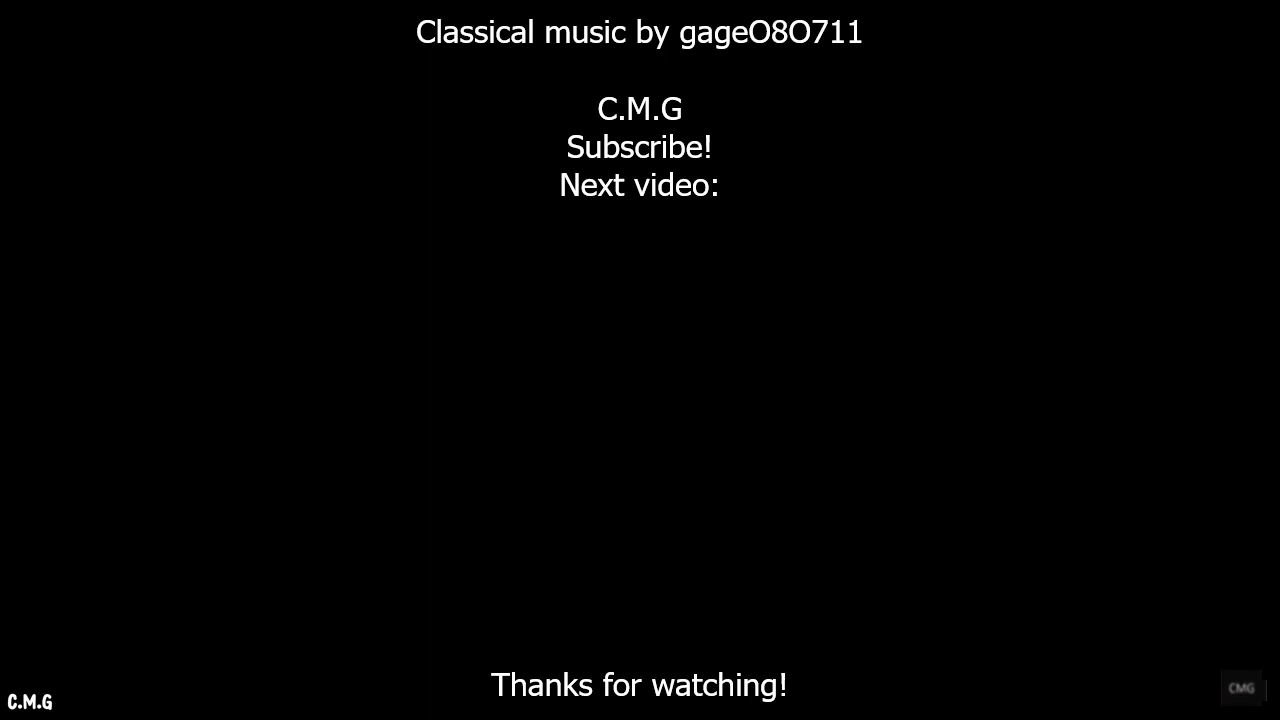 Classical music by gageO8O711
C.M.G
Subscribe!
Next video:
Thanks for watching!
C.M.G
CMG